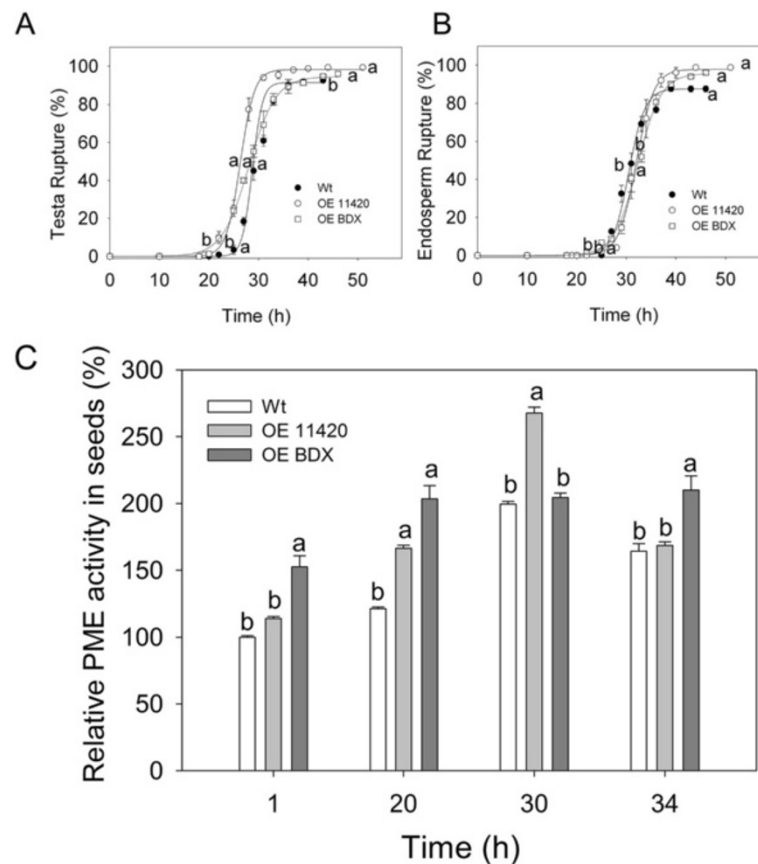 A
Testa Rupture (%)
100
80
60
40
20
0
0 10 20 30 40 50
Time (h)
Wt
OE 11420
OE BDX
a
b
a a a
b b a
B
Endosperm Rupture (%)
100
80
60
40
20
0
0 10 20 30 40 50
Time (h)
Wt
OE 11420
OE BDX
a
a
b b
a
b b a
C
Relative PME activity in seeds (%)
300
250
200
150
100
50
0
Wt
OE 11420
OE BDX
b b a
b a a
b a b
b b a
1 20 30 34
Time (h)